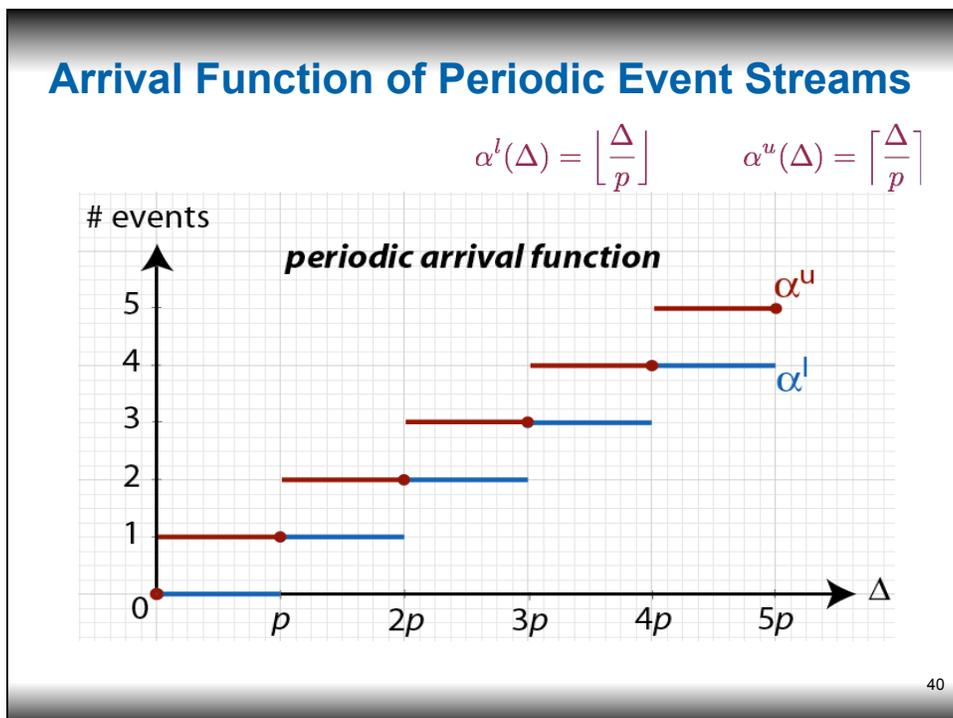 Arrival Function of Periodic Event Streams
αˡ(Δ) = ⌊Δ/p⌋ αᵘ(Δ) = ⌈Δ/p⌉
# events
periodic arrival function
αᵘ
5
4
αˡ
3
2
1
0
Δ
p 2p 3p 4p 5p
40